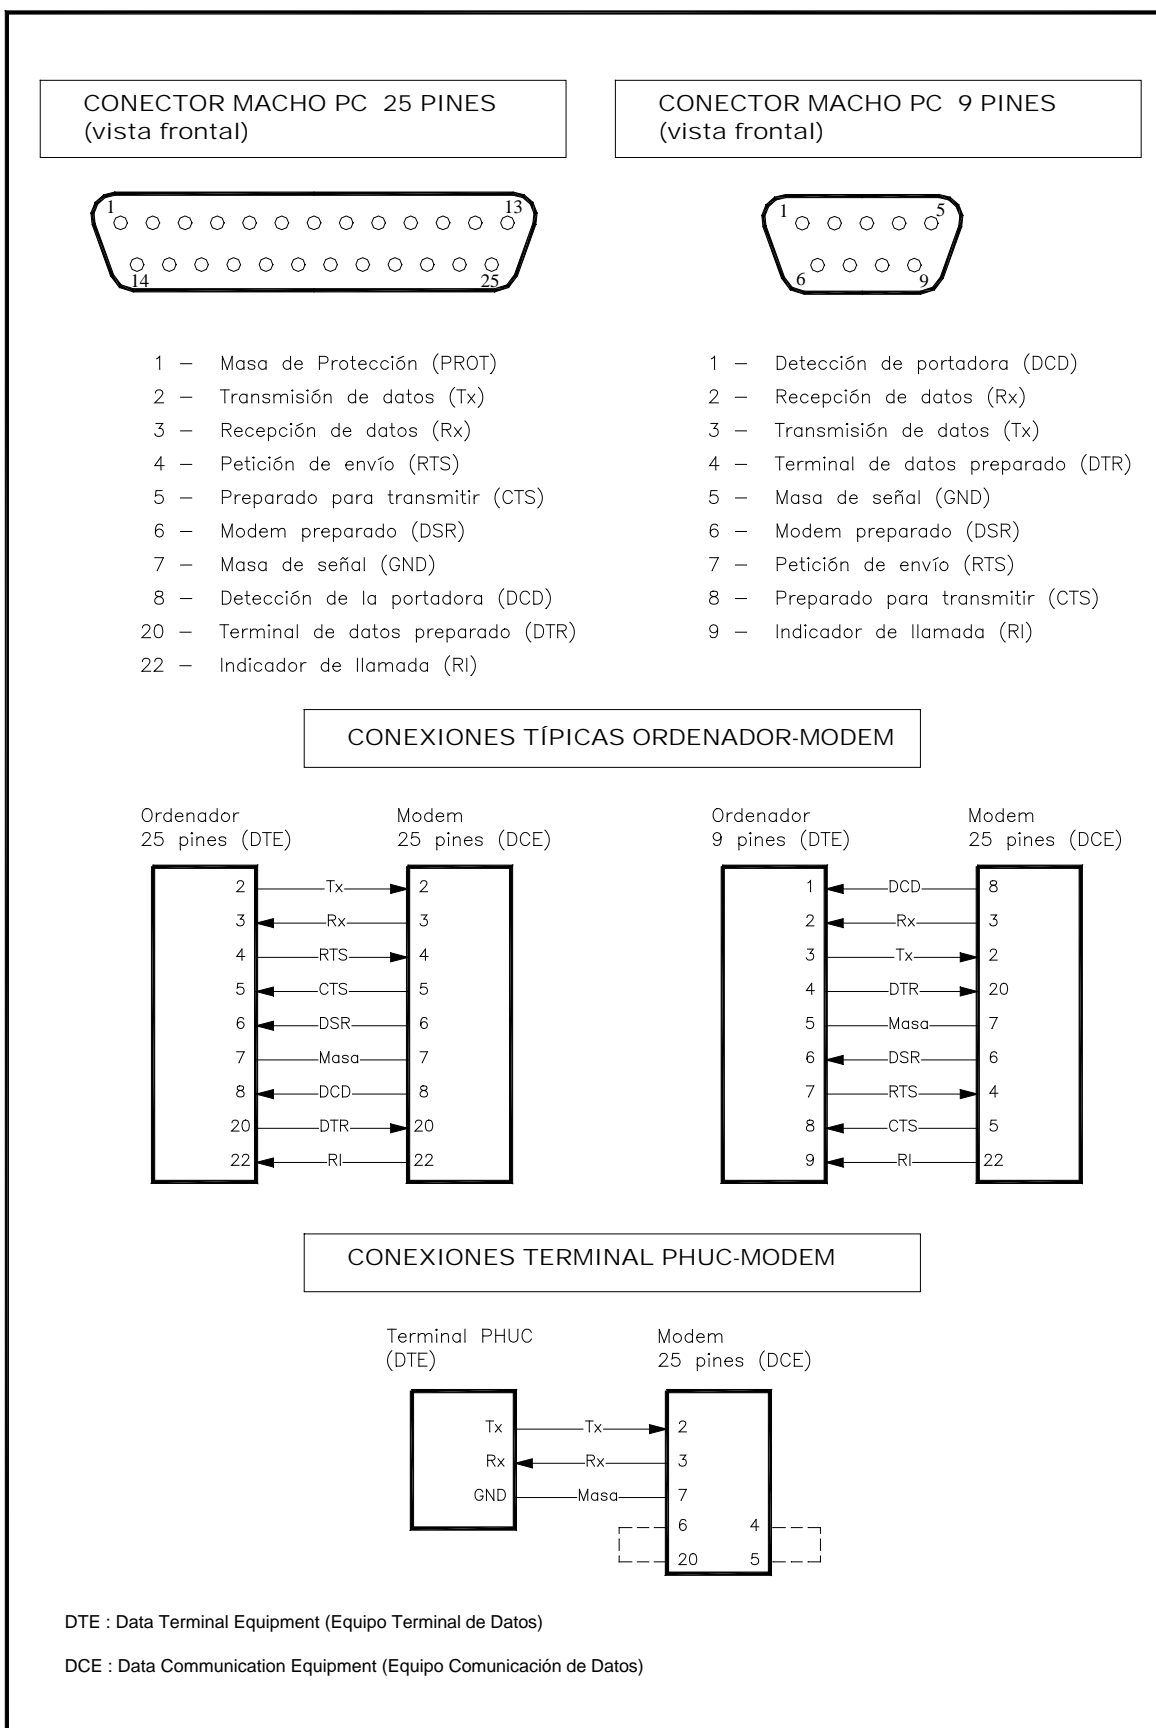 CONECTOR MACHO PC 25 PINES
(vista frontal)
1
13
14
25
1 – Masa de Protección (PROT)
2 – Transmisión de datos (Tx)
3 – Recepción de datos (Rx)
4 – Petición de envío (RTS)
5 – Preparado para transmitir (CTS)
6 – Modem preparado (DSR)
7 – Masa de señal (GND)
8 – Detección de la portadora (DCD)
20 – Terminal de datos preparado (DTR)
22 – Indicador de llamada (RI)
CONECTOR MACHO PC 9 PINES
(vista frontal)
1
5
6
9
1 – Detección de portadora (DCD)
2 – Recepción de datos (Rx)
3 – Transmisión de datos (Tx)
4 – Terminal de datos preparado (DTR)
5 – Masa de señal (GND)
6 – Modem preparado (DSR)
7 – Petición de envío (RTS)
8 – Preparado para transmitir (CTS)
9 – Indicador de llamada (RI)
CONEXIONES TÍPICAS ORDENADOR-MODEM
Ordenador
25 pines (DTE)
Modem
25 pines (DCE)
2 Tx 2
3 Rx 3
4 RTS 4
5 CTS 5
6 DSR 6
7 Masa 7
8 DCD 8
20 DTR 20
22 RI 22
Ordenador
9 pines (DTE)
Modem
25 pines (DCE)
1 DCD 8
2 Rx 3
3 Tx 2
4 DTR 20
5 Masa 7
6 DSR 6
7 RTS 4
8 CTS 5
9 RI 22
CONEXIONES TERMINAL PHUC-MODEM
Terminal PHUC
(DTE)
Modem
25 pines (DCE)
Tx Tx 2
Rx Rx 3
GND Masa 7
6 4
20 5
DTE : Data Terminal Equipment (Equipo Terminal de Datos)
DCE : Data Communication Equipment (Equipo Comunicación de Datos)